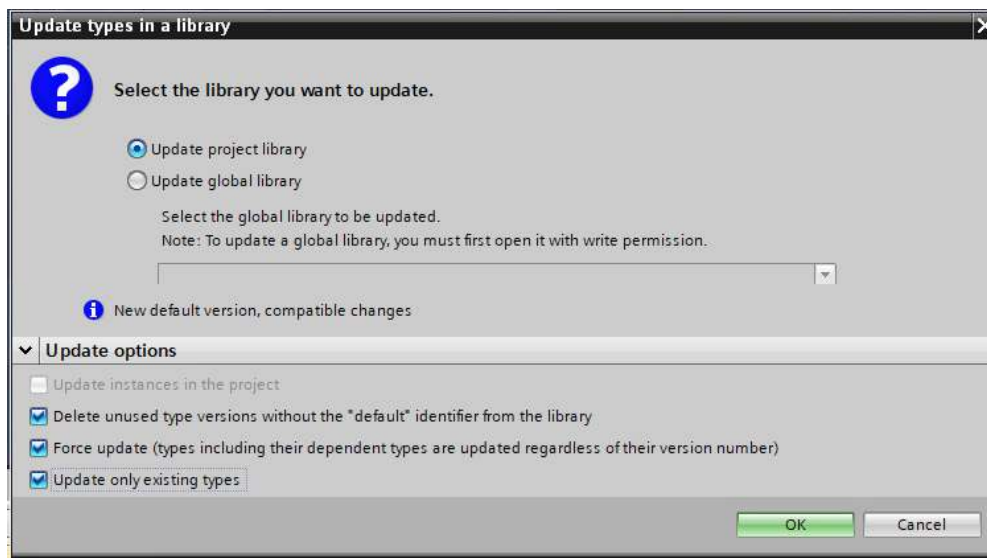 Update types in a library
Select the library you want to update.
Update project library
Update global library
Select the global library to be updated.
Note: To update a global library, you must first open it with write permission.
New default version, compatible changes
Update options
Update instances in the project
Delete unused type versions without the "default" identifier from the library
Force update (types including their dependent types are updated regardless of their version number)
Update only existing types
OK
Cancel